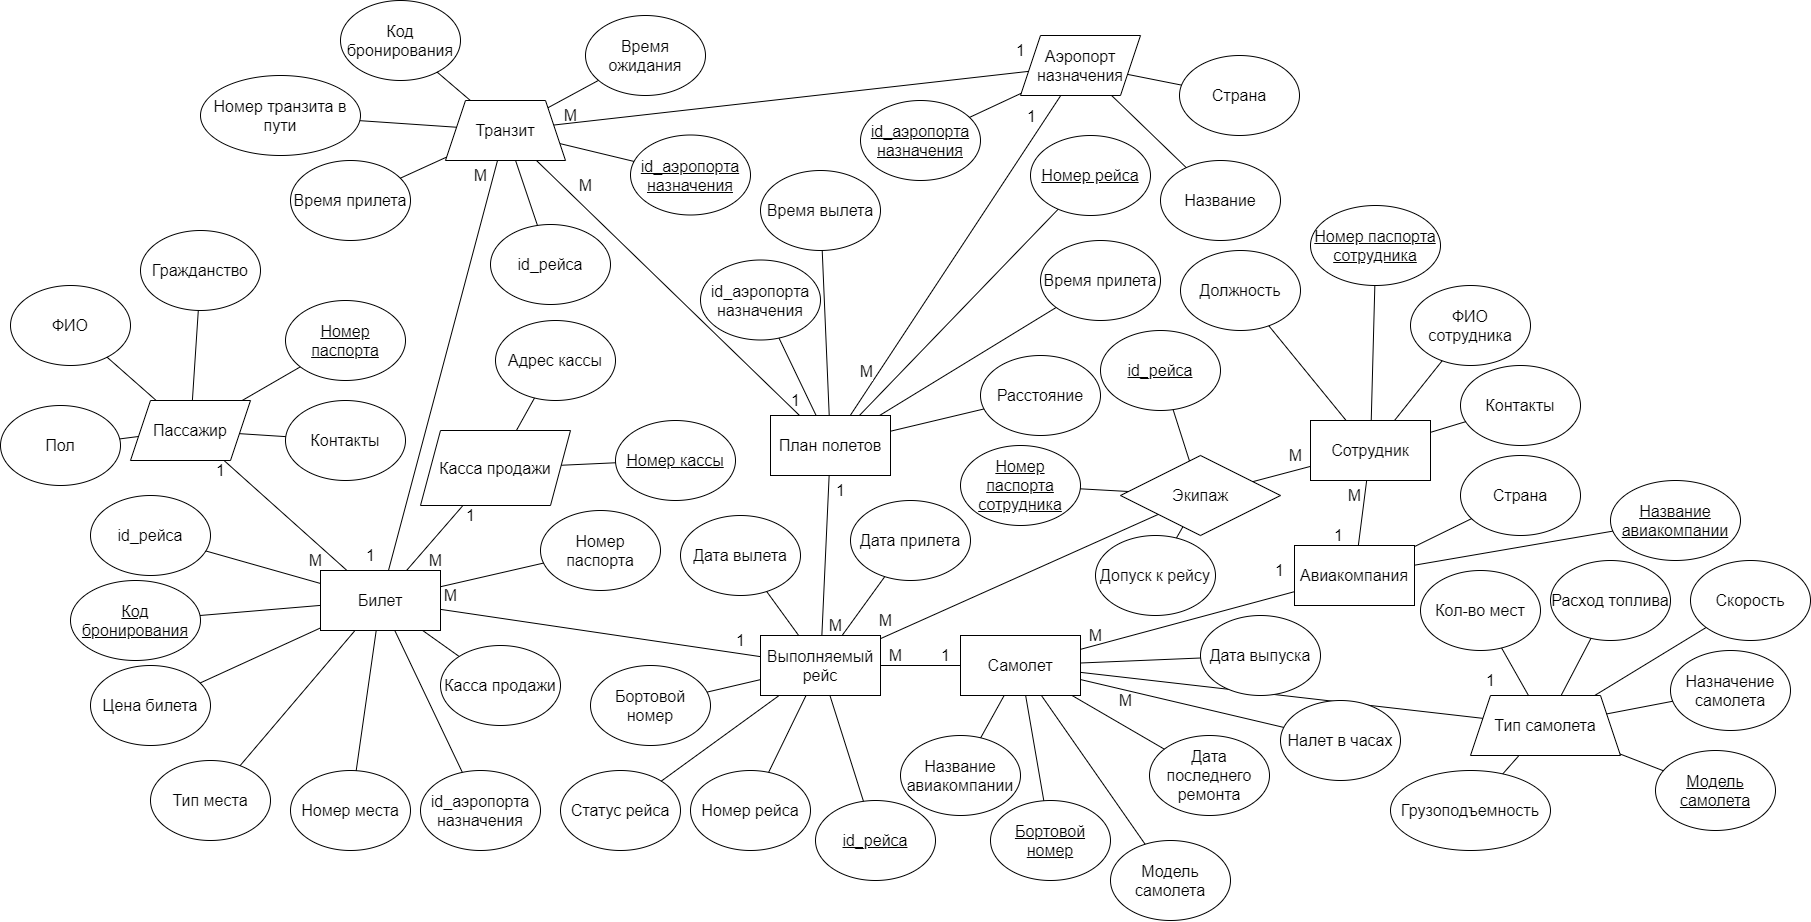 Код
бронирования
Время
ожидания
Номер транзита в
пути
Транзит
М
Время прилета
id_аэропорта
назначения
id_рейса
М
М
1
Аэропорт
назначения
Страна
id_аэропорта
назначения
1
Название
Номер рейса
Время вылета
id_аэропорта
назначения
Время прилета
Расстояние
М
1
План полетов
1
Гражданство
ФИО
Номер
паспорта
Пол
Пассажир
Контакты
1
Адрес кассы
Касса продажи
Номер кассы
1
Номер паспорта
сотрудника
Должность
ФИО
сотрудника
Контакты
Сотрудник
М
М
id_рейса
Номер
паспорта
сотрудника
Экипаж
Допуск к рейсу
М
Страна
Название
авиакомпании
1
Авиакомпания
1
id_рейса
М
1
М
Номер
паспорта
Код
бронирования
Билет
М
Цена билета
Касса продажи
Тип места
Номер места
id_аэропорта
назначения
Дата вылета
Дата прилета
М
1
Выполняемый
рейс
М
1
Бортовой
номер
Статус рейса
Номер рейса
id_рейса
Самолет
М
Дата выпуска
М
Налет в часах
Название
авиакомпании
Бортовой
номер
Дата
последнего
ремонта
Модель
самолета
Кол-во мест
Расход топлива
Скорость
Назначение
самолета
1
Тип самолета
Модель
самолета
Грузоподъемность